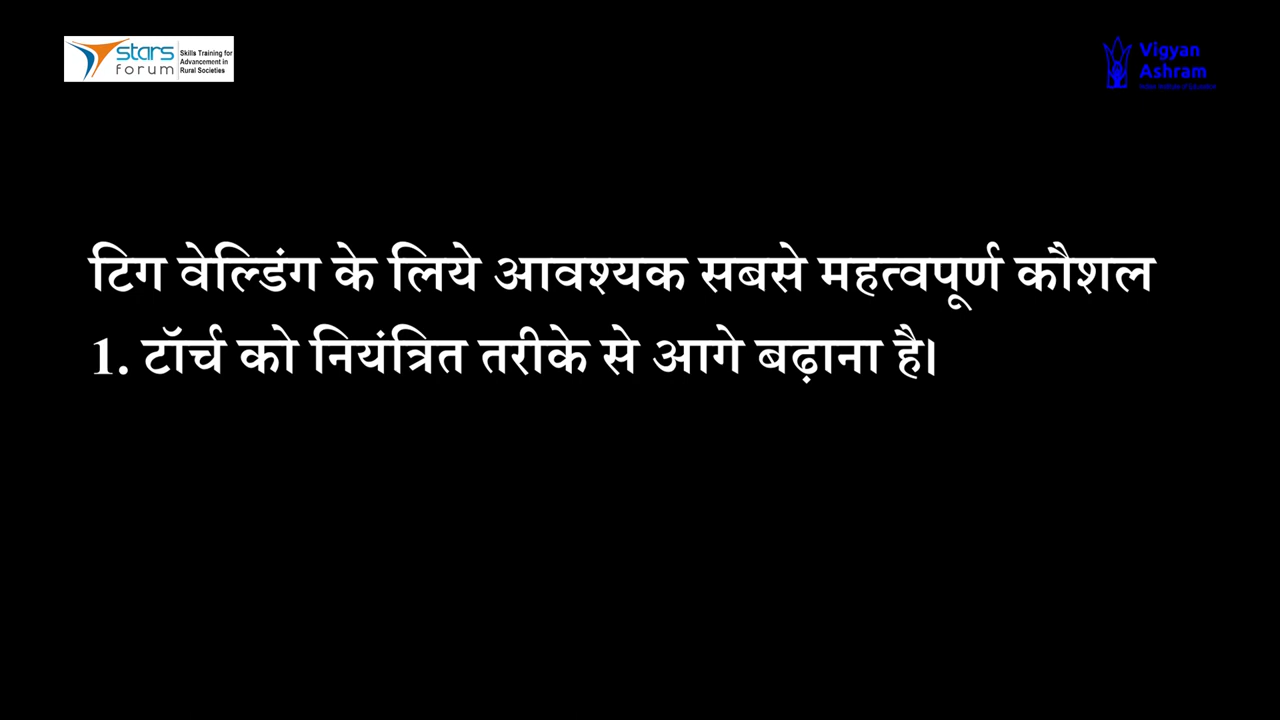 stars
forum
Skills Training for
Advancement in
Rural Societies
Vigyan
Ashram
टिग वेल्डिंग के लिये आवश्यक सबसे महत्वपूर्ण कौशल
1. टॉर्च को नियंत्रित तरीके से आगे बढ़ाना है।